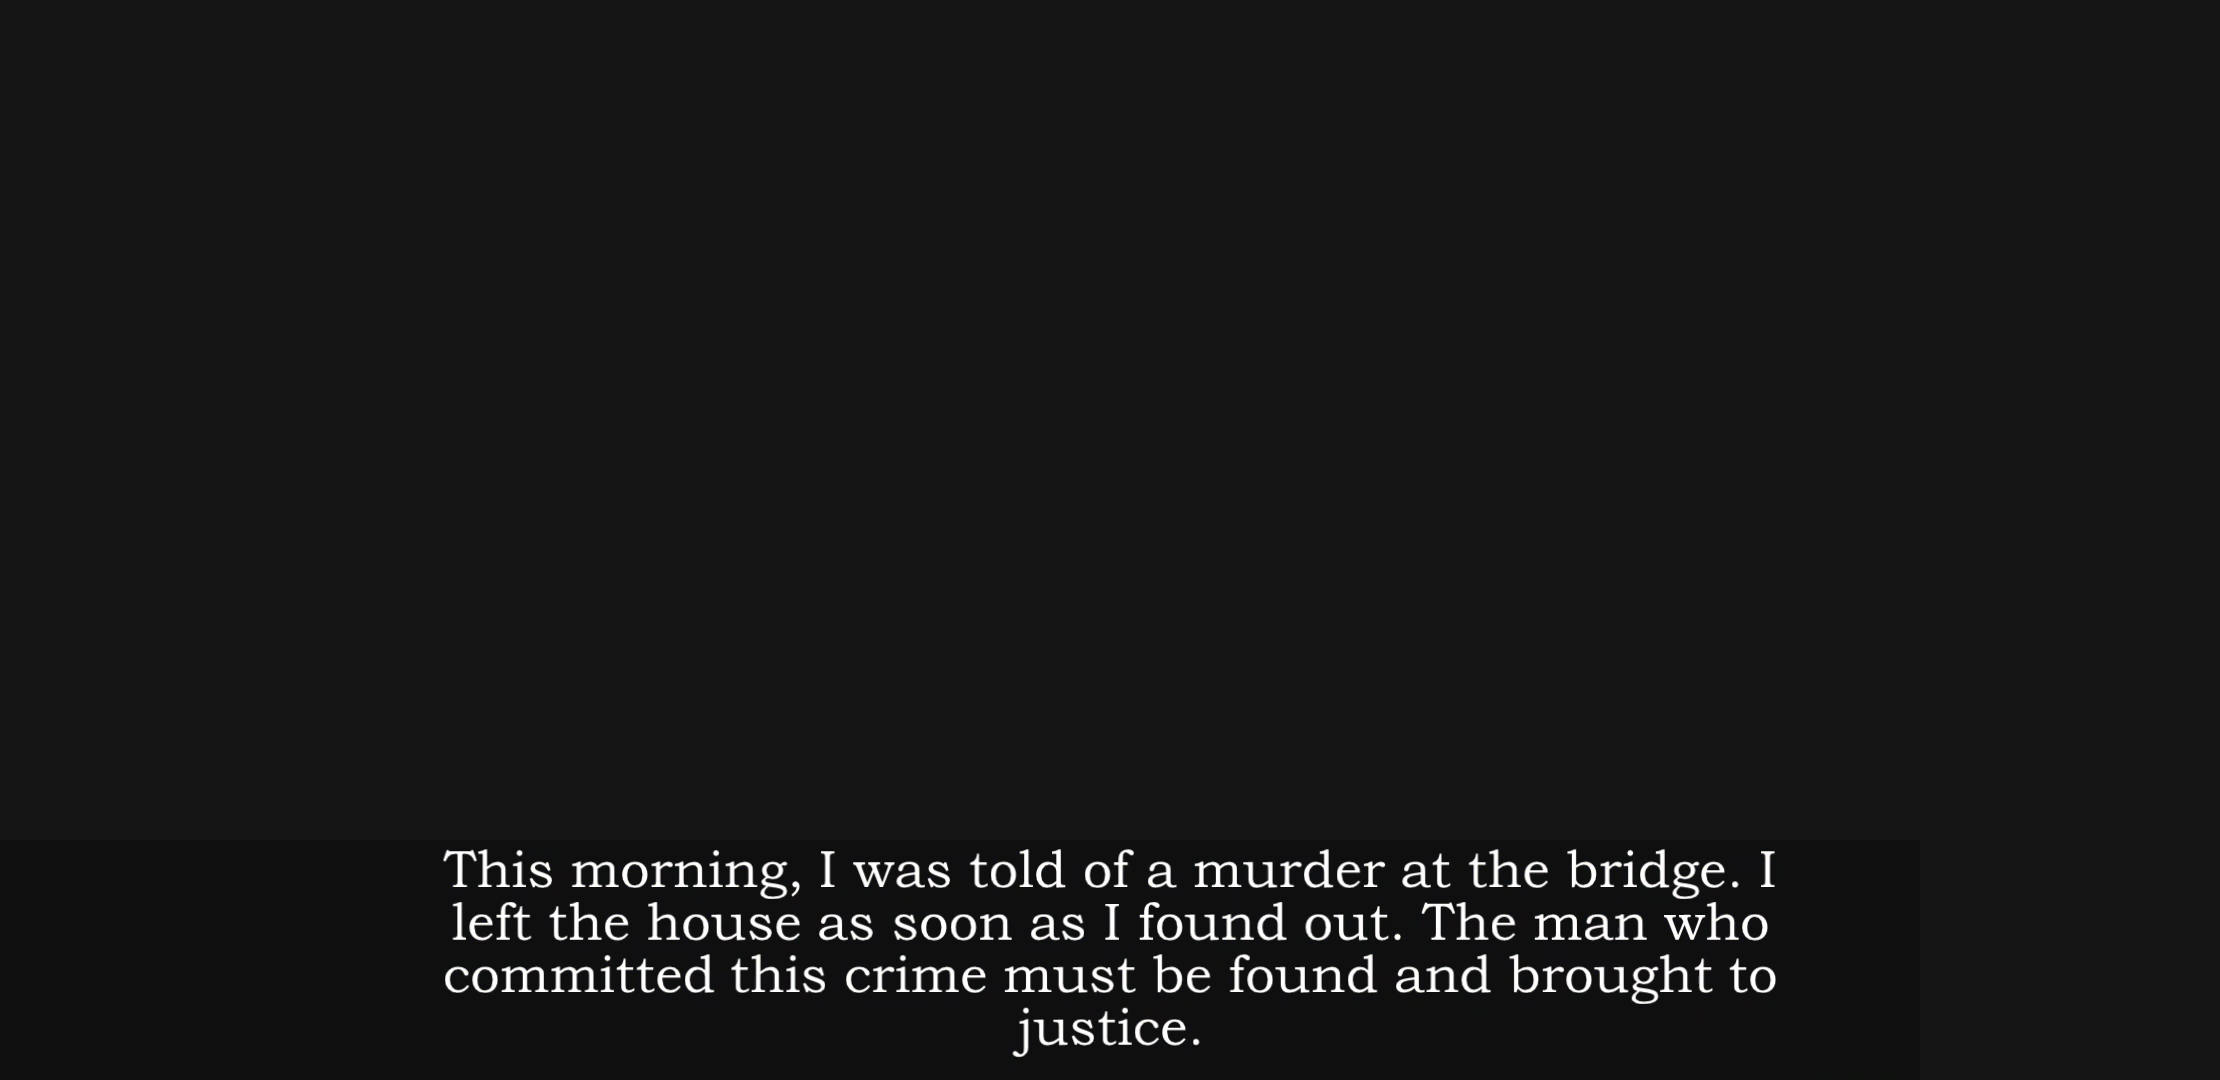 This morning, I was told of a murder at the bridge. I
left the house as soon as I found out. The man who
committed this crime must be found and brought to
justice.